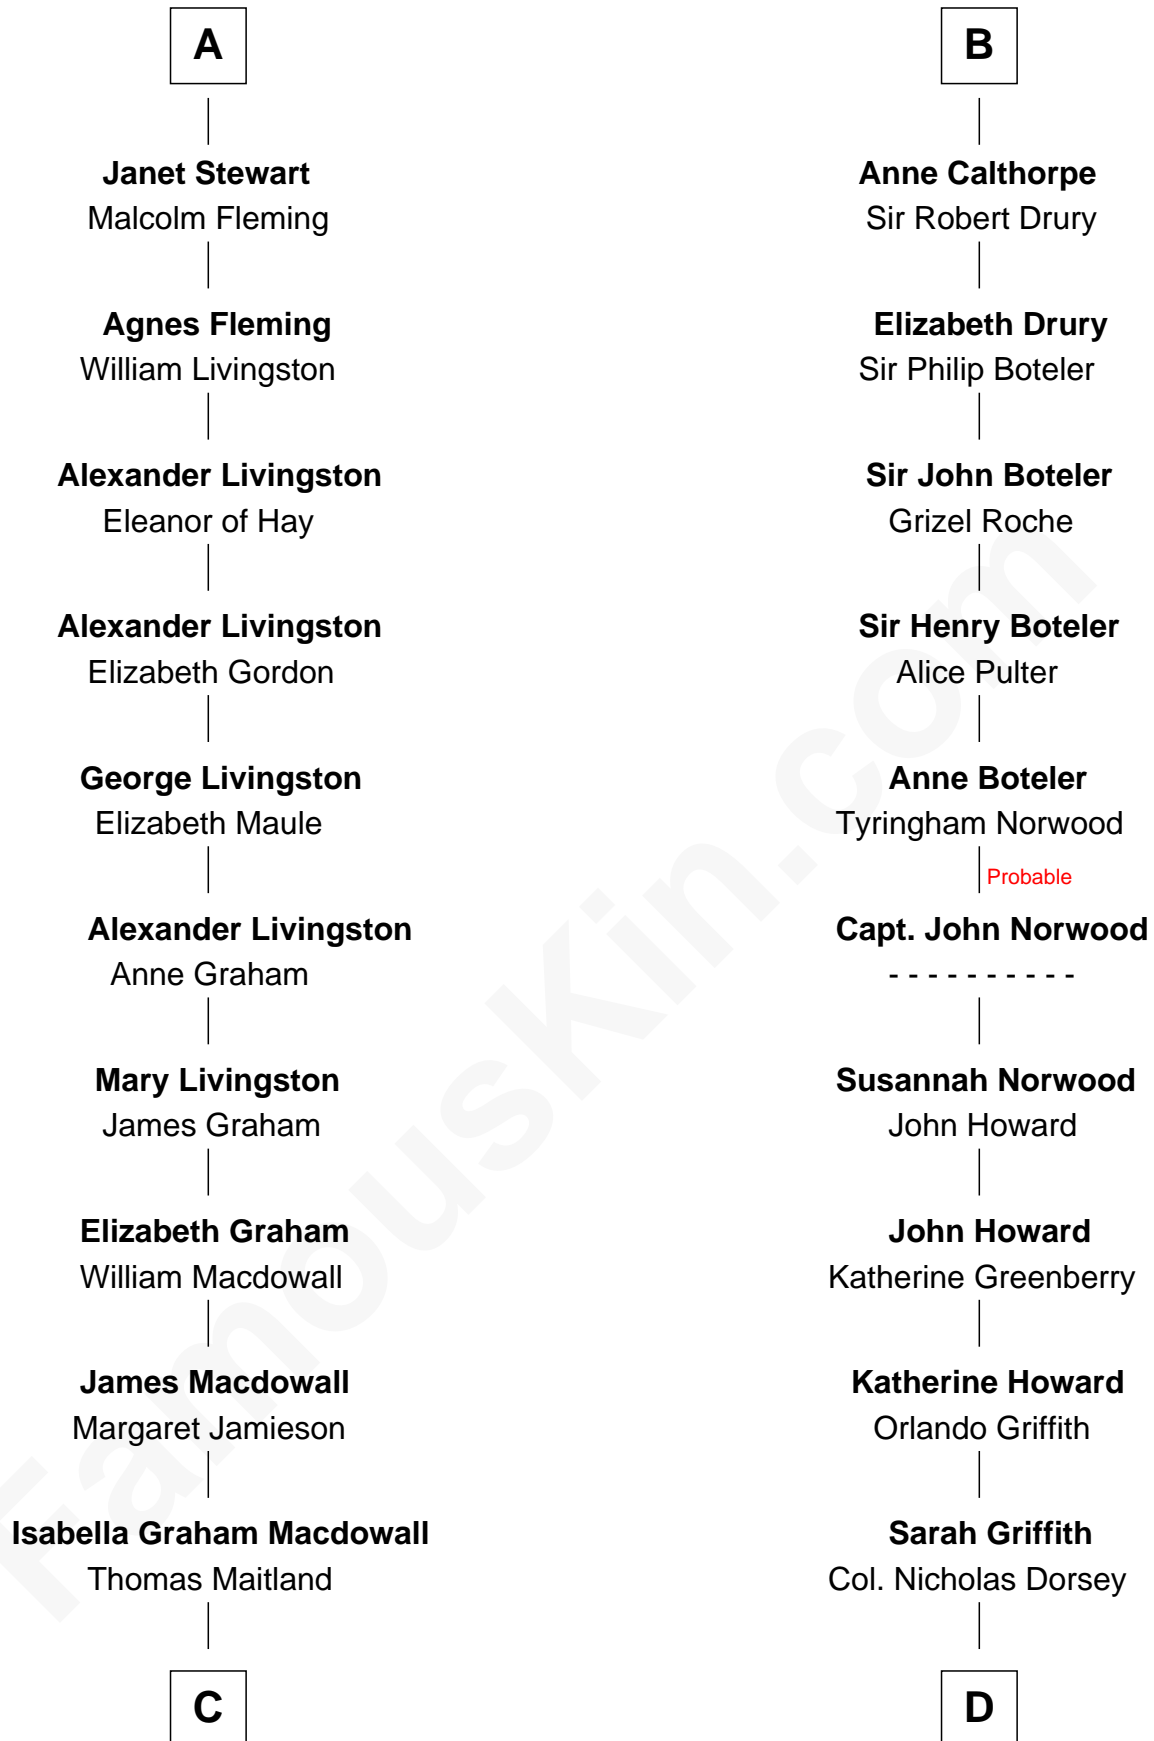 A
Janet Stewart
Malcolm Fleming
Agnes Fleming
William Livingston
Alexander Livingston
Eleanor of Hay
Alexander Livingston
Elizabeth Gordon
George Livingston
Elizabeth Maule
Alexander Livingston
Anne Graham
Mary Livingston
James Graham
Elizabeth Graham
William Macdowall
James Macdowall
Margaret Jamieson
Isabella Graham Macdowall
Thomas Maitland
C
B
Anne Calthorpe
Sir Robert Drury
Elizabeth Drury
Sir Philip Boteler
Sir John Boteler
Grizel Roche
Sir Henry Boteler
Alice Pulter
Anne Boteler
Tyringham Norwood
Probable
Capt. John Norwood
- - - - - - - - - -
Susannah Norwood
John Howard
John Howard
Katherine Greenberry
Katherine Howard
Orlando Griffith
Sarah Griffith
Col. Nicholas Dorsey
D
FamousKin.com